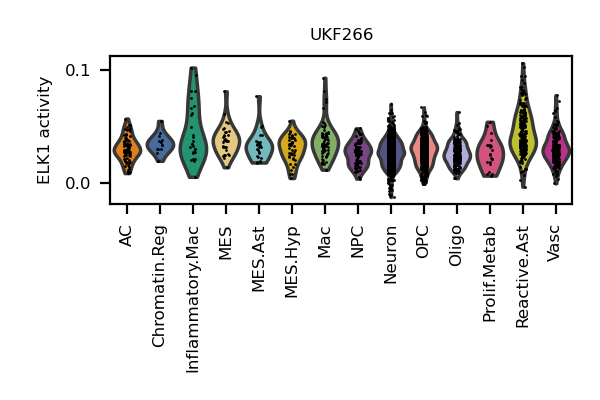 UKF266
ELK1 activity
0.1
0.0
AC
Chromatin.Reg
Inflammatory.Mac
MES
MES.Ast
MES.Hyp
Mac
NPC
Neuron
OPC
Oligo
Prolif.Metab
Reactive.Ast
Vasc